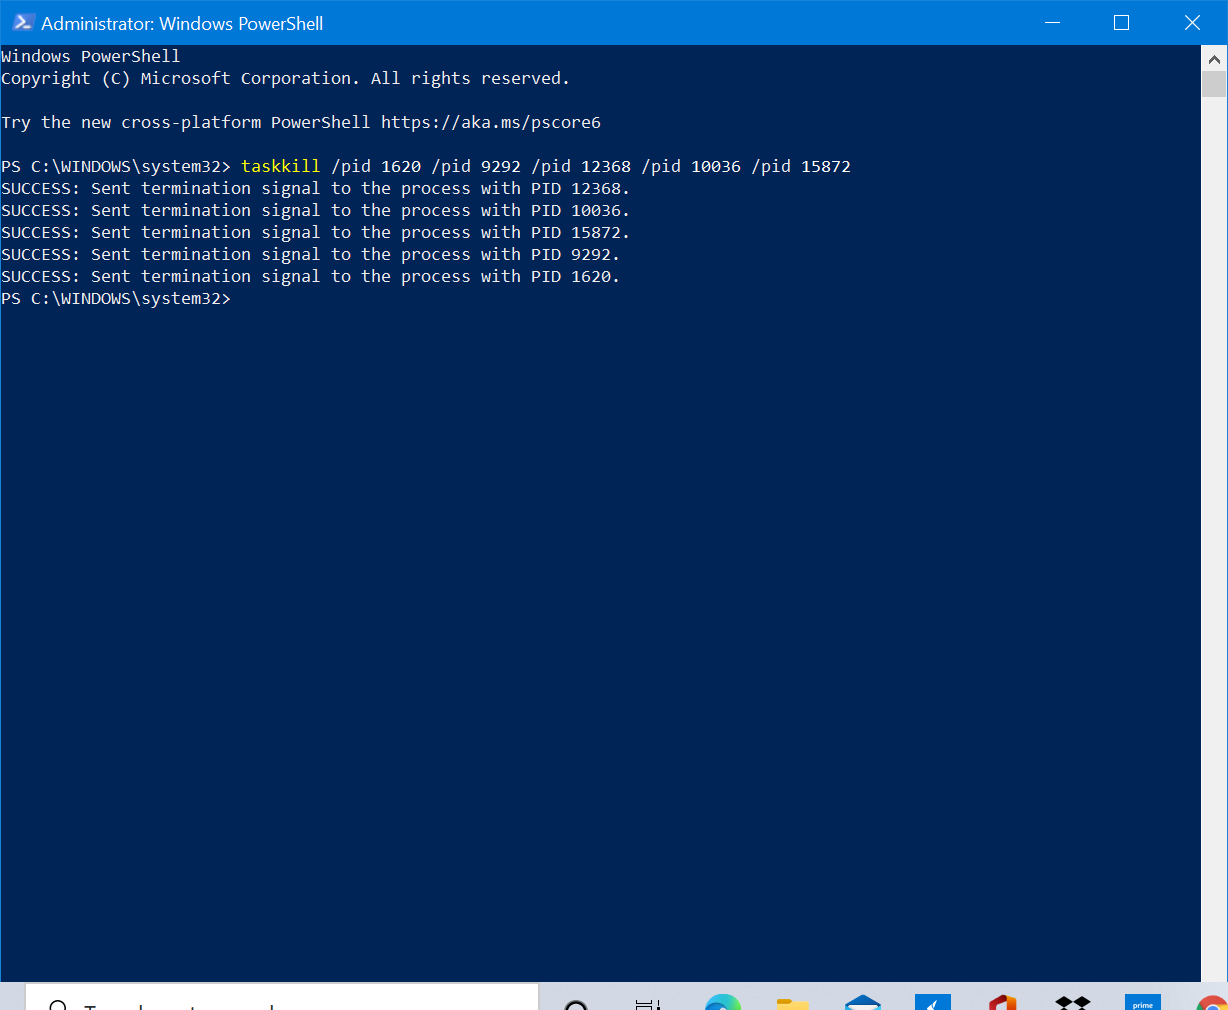 Administrator: Windows PowerShell
Windows PowerShell
Copyright (C) Microsoft Corporation. All rights reserved.
Try the new cross-platform PowerShell https://aka.ms/pscore6
PS C:\WINDOWS\system32> taskkill /pid 1620 /pid 9292 /pid 12368 /pid 10036 /pid 15872
SUCCESS: Sent termination signal to the process with PID 12368.
SUCCESS: Sent termination signal to the process with PID 10036.
SUCCESS: Sent termination signal to the process with PID 15872.
SUCCESS: Sent termination signal to the process with PID 9292.
SUCCESS: Sent termination signal to the process with PID 1620.
PS C:\WINDOWS\system32>
prime